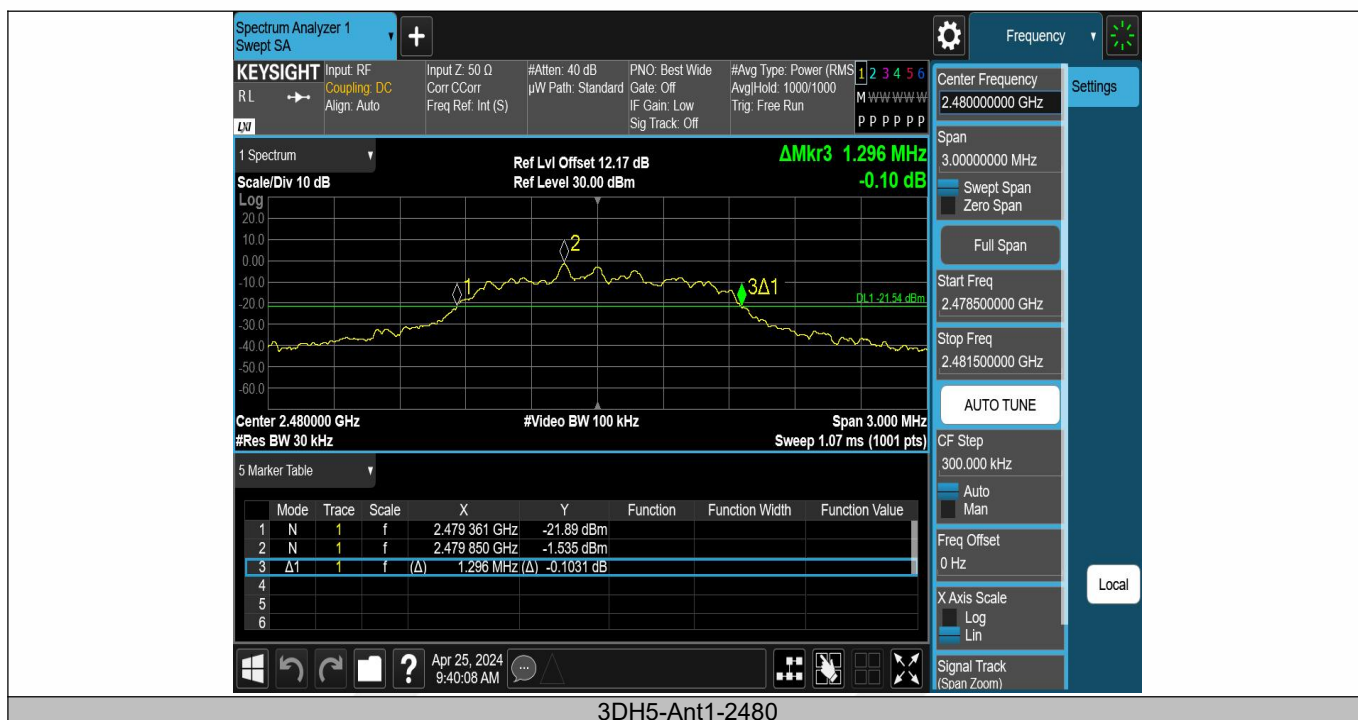 Spectrum Analyzer 1
Swept SA
+
Frequency
KEYSIGHT
RL
LXI
Input: RF
Coupling: DC
Align: Auto
Input Z: 50 Ω
Corr CCorr
Freq Ref: Int (S)
#Atten: 40 dB
µW Path: Standard
PNO: Best Wide
Gate: Off
IF Gain: Low
Sig Track: Off
#Avg Type: Power (RMS
Avg|Hold: 1000/1000
Trig: Free Run
1 2 3 4 5 6
M W W W W W
P P P P P P
1 Spectrum
Scale/Div 10 dB
Ref Lvl Offset 12.17 dB
Ref Level 30.00 dBm
ΔMkr3 1.296 MHz
-0.10 dB
Log
20.0
10.0
0.00
-10.0
-20.0
-30.0
-40.0
-50.0
-60.0
1
2
3Δ1
DL1 -21.54 dBm
Center 2.480000 GHz
#Video BW 100 kHz
Span 3.000 MHz
#Res BW 30 kHz
Sweep 1.07 ms (1001 pts)
5 Marker Table
Mode Trace Scale X Y Function Function Width Function Value
1 N 1 f 2.479 361 GHz -21.89 dBm
2 N 1 f 2.479 850 GHz -1.535 dBm
3 Δ1 1 f (Δ) 1.296 MHz (Δ) -0.1031 dB
4
5
6
?
Apr 25, 2024
9:40:08 AM
Center Frequency
2.480000000 GHz
Settings
Span
3.00000000 MHz
Swept Span
Zero Span
Full Span
Start Freq
2.478500000 GHz
Stop Freq
2.481500000 GHz
AUTO TUNE
CF Step
300.000 kHz
Auto
Man
Freq Offset
0 Hz
X Axis Scale
Log
Lin
Local
Signal Track
(Span Zoom)
3DH5-Ant1-2480